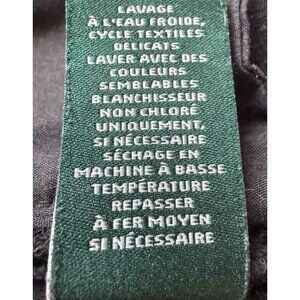 LAVAGE
À L'EAU FROIDE,
CYCLE TEXTILES
DÉLICATS
LAVER AVEC DES
COULEURS
SEMBLABLES
BLANCHISSEUR
NON CHLORÉ
UNIQUEMENT,
SI NÉCESSAIRE
SÉCHAGE EN
MACHINE À BASSE
TEMPÉRATURE
REPASSER
À FER MOYEN
SI NÉCESSAIRE